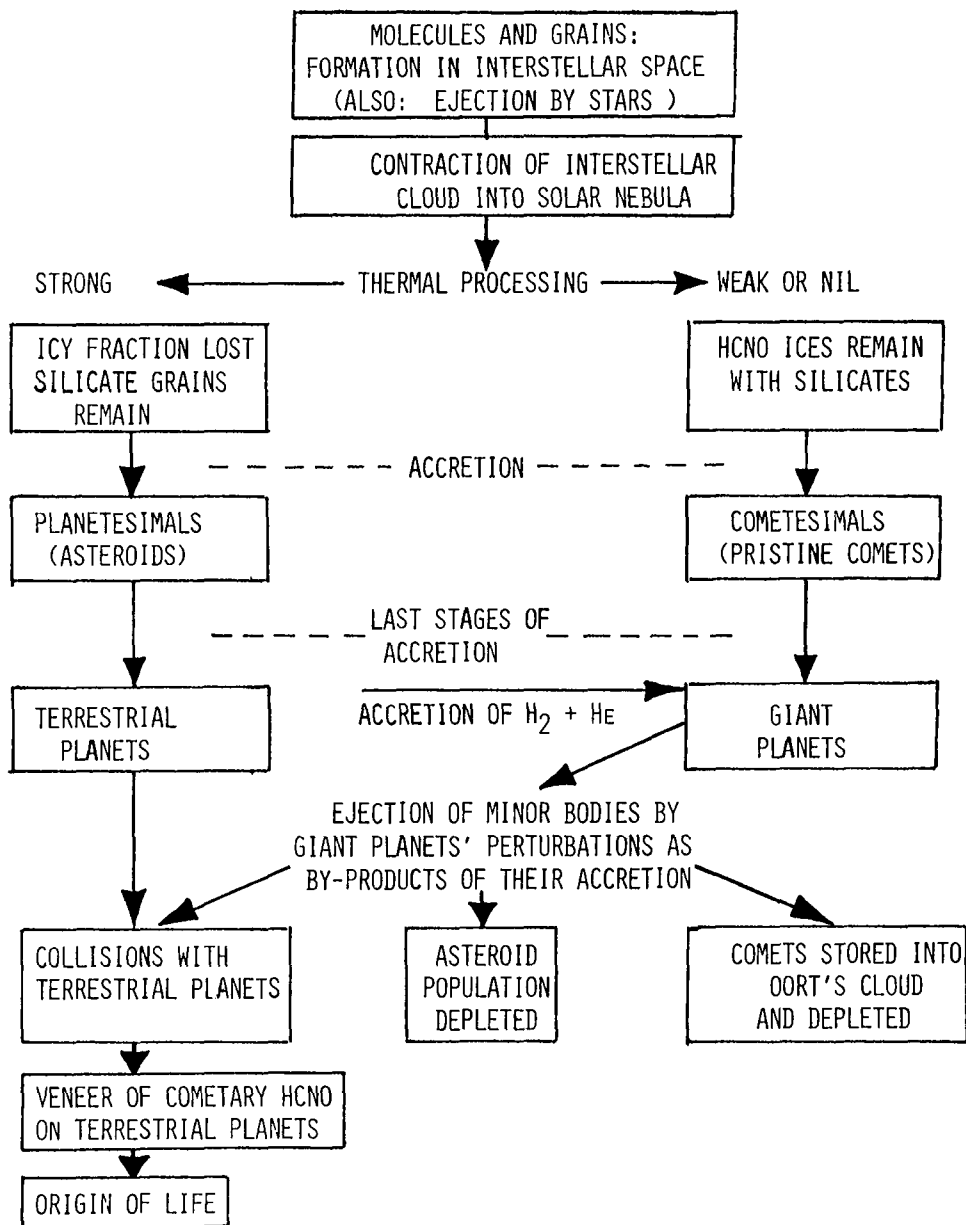 MOLECULES AND GRAINS:
FORMATION IN INTERSTELLAR SPACE
(ALSO: EJECTION BY STARS )
CONTRACTION OF INTERSTELLAR
CLOUD INTO SOLAR NEBULA
STRONG
THERMAL PROCESSING
WEAK OR NIL
ICY FRACTION LOST
SILICATE GRAINS
REMAIN
HCNO ICES REMAIN
WITH SILICATES
ACCRETION
PLANETESIMALS
(ASTEROIDS)
COMETESIMALS
(PRISTINE COMETS)
LAST STAGES OF
ACCRETION
TERRESTRIAL
PLANETS
ACCRETION OF H₂ + HE
GIANT
PLANETS
EJECTION OF MINOR BODIES BY
GIANT PLANETS' PERTURBATIONS AS
BY-PRODUCTS OF THEIR ACCRETION
COLLISIONS WITH
TERRESTRIAL PLANETS
ASTEROID
POPULATION
DEPLETED
COMETS STORED INTO
OORT'S CLOUD
AND DEPLETED
VENEER OF COMETARY HCNO
ON TERRESTRIAL PLANETS
ORIGIN OF LIFE